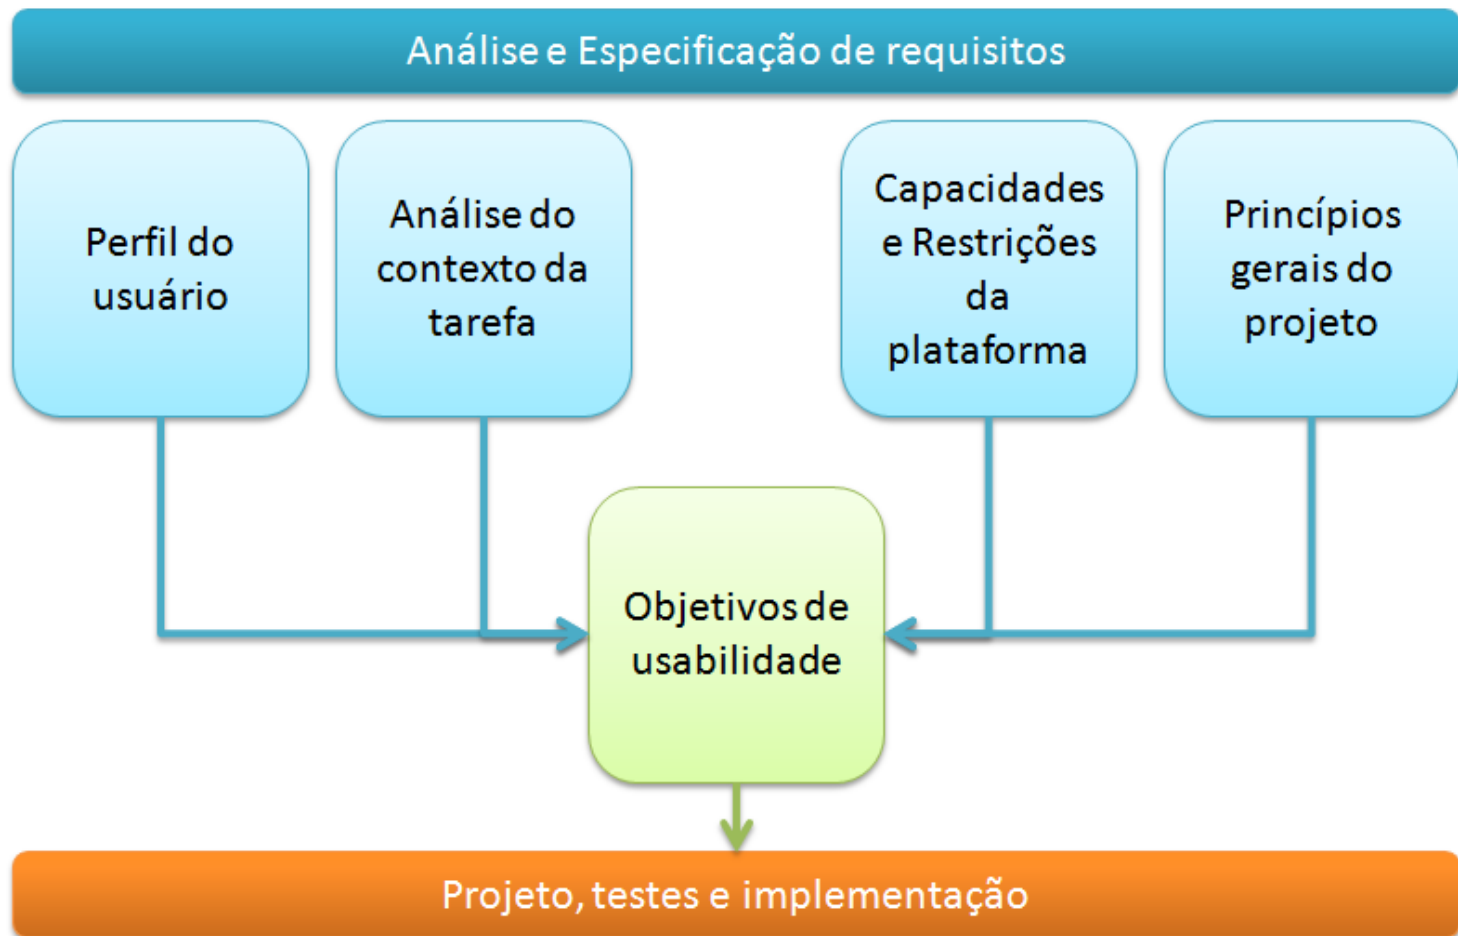 Análise e Especificação de requisitos
Perfil do
usuário
Análise do
contexto da
tarefa
Capacidades
e Restrições
da
plataforma
Princípios
gerais do
projeto
Objetivos de
usabilidade
Projeto, testes e implementação